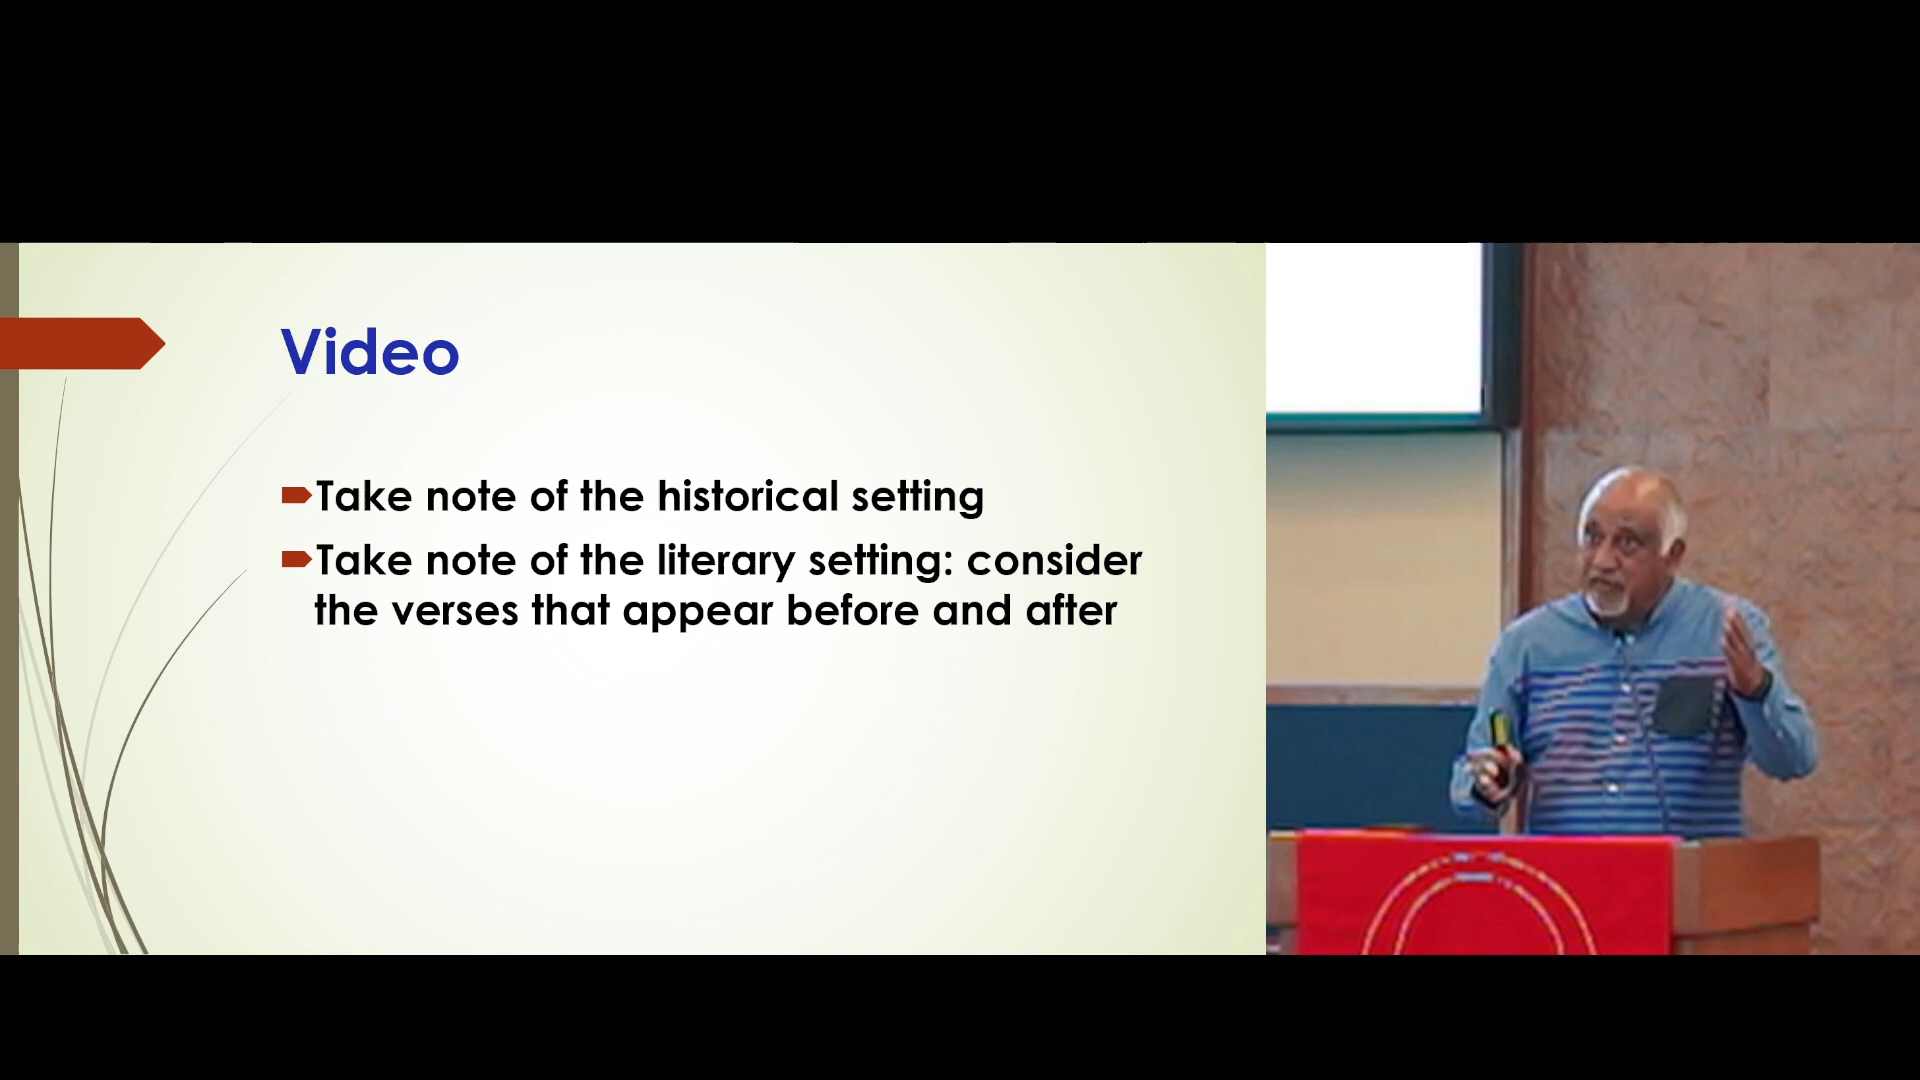 Video
Take note of the historical setting
Take note of the literary setting: consider
the verses that appear before and after